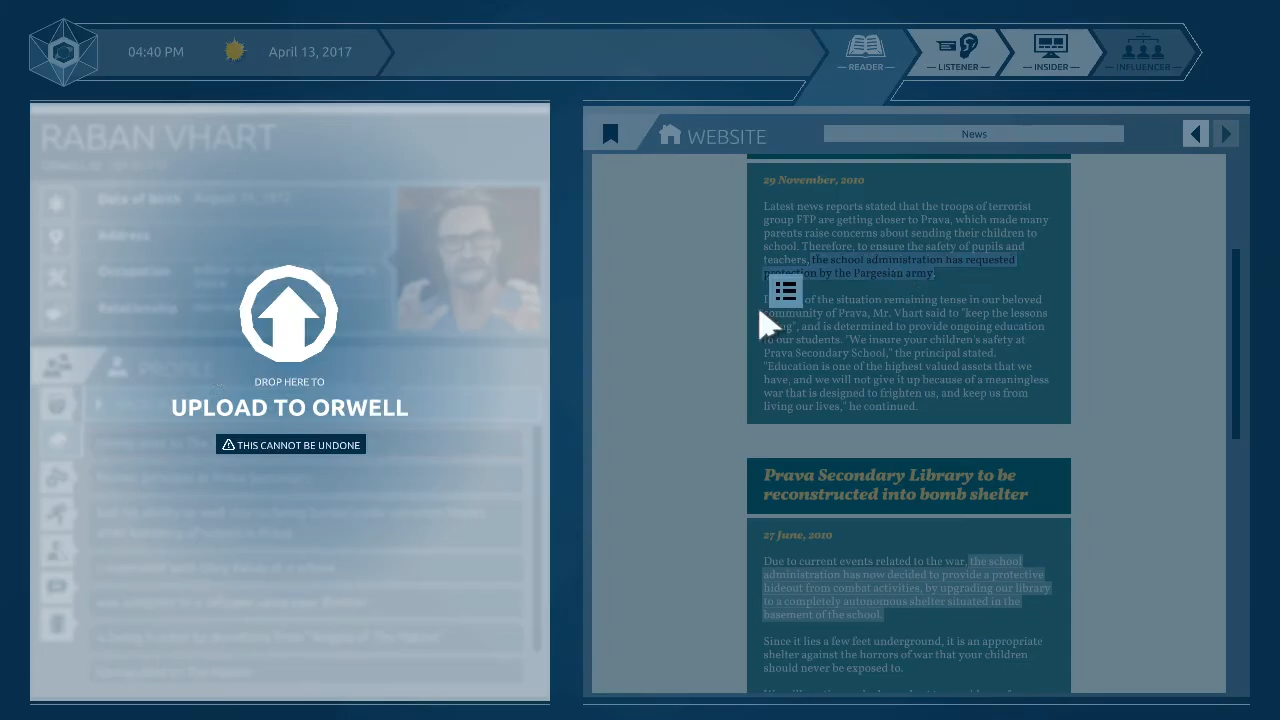 04:40 PM
April 13, 2017
READER
LISTENER
INSIDER
INFLUENCER
RABAN VHART
Date of Birth August
Address
Occupation
DROP HERE TO
UPLOAD TO ORWELL
THIS CANNOT BE UNDONE
WEBSITE
News
29 November, 2010
Latest news reports stated that the troops of terrorist
group FTP are getting closer to Prava, which made many
parents raise concerns about sending their children to
school. Therefore, to ensure the safety of pupils and
teachers, the school administration has requested
protection by the Pargesian army.
of the situation remaining tense in our beloved
community of Prava, Mr. Vhart said to "keep the lessons
and is determined to provide ongoing education
to our students. "We insure your children's safety at
Prava Secondary School," the principal stated.
"Education is one of the highest valued assets that we
have, and we will not give it up because of a meaningless
war that is designed to frighten us, and keep us from
living our lives," he continued.
Prava Secondary Library to be
reconstructed into bomb shelter
27 June, 2010
Due to current events related to the war, the school
administration has now decided to provide a protective
hideout from combat activities, by upgrading our library
to a completely autonomous shelter situated in the
basement of the school.
Since it lies a few feet underground, it is an appropriate
shelter against the horrors of war that your children
should never be exposed to.